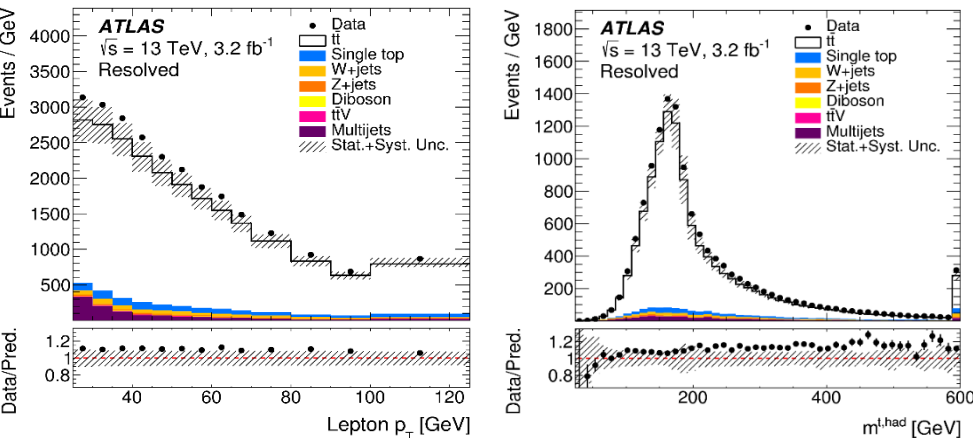 ATLAS
√s = 13 TeV, 3.2 fb⁻¹
Resolved
Data
tt̄
Single top
W+jets
Z+jets
Diboson
tt̄V
Multijets
Stat.+Syst. Unc.
Events / GeV
4000
3500
3000
2500
2000
1500
1000
500
Data/Pred.
1.2
1
0.8
40 60 80 100 120
Lepton p_T [GeV]
ATLAS
√s = 13 TeV, 3.2 fb⁻¹
Resolved
Data
tt̄
Single top
W+jets
Z+jets
Diboson
tt̄V
Multijets
Stat.+Syst. Unc.
Events / GeV
1800
1600
1400
1200
1000
800
600
400
200
0
Data/Pred.
1.2
1
0.8
0 200 400 600
m^t,had [GeV]